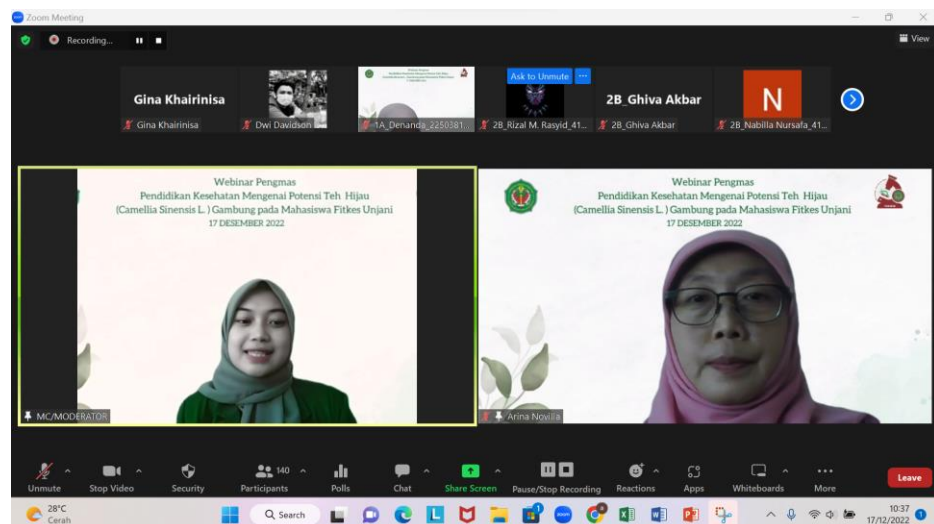 Zoom Meeting
Recording...
View
Gina Khairinisa
Gina Khairinisa
Dwi Davidson
1A_Denanda_2250381...
Ask to Unmute
...
2B_Rizal M. Rasyid_41...
2B_Ghiva Akbar
2B_Ghiva Akbar
N
2B_Nabilla Nursafa_41...
Webinar Pengmas
Pendidikan Kesehatan Mengenai Potensi Teh Hijau
(Camellia Sinensis L. ) Gambung pada Mahasiswa Fitkes Unjani
17 DESEMBER 2022
MC/MODERATOR
Webinar Pengmas
Pendidikan Kesehatan Mengenai Potensi Teh Hijau
(Camellia Sinensis L. ) Gambung pada Mahasiswa Fitkes Unjani
17 DESEMBER 2022
Arina Novilla
Unmute
Stop Video
Security
140
Participants
Polls
Chat
Share Screen
Pause/Stop Recording
Reactions
Apps
Whiteboards
More
Leave
28°C
Cerah
Search
10:37
17/12/2022